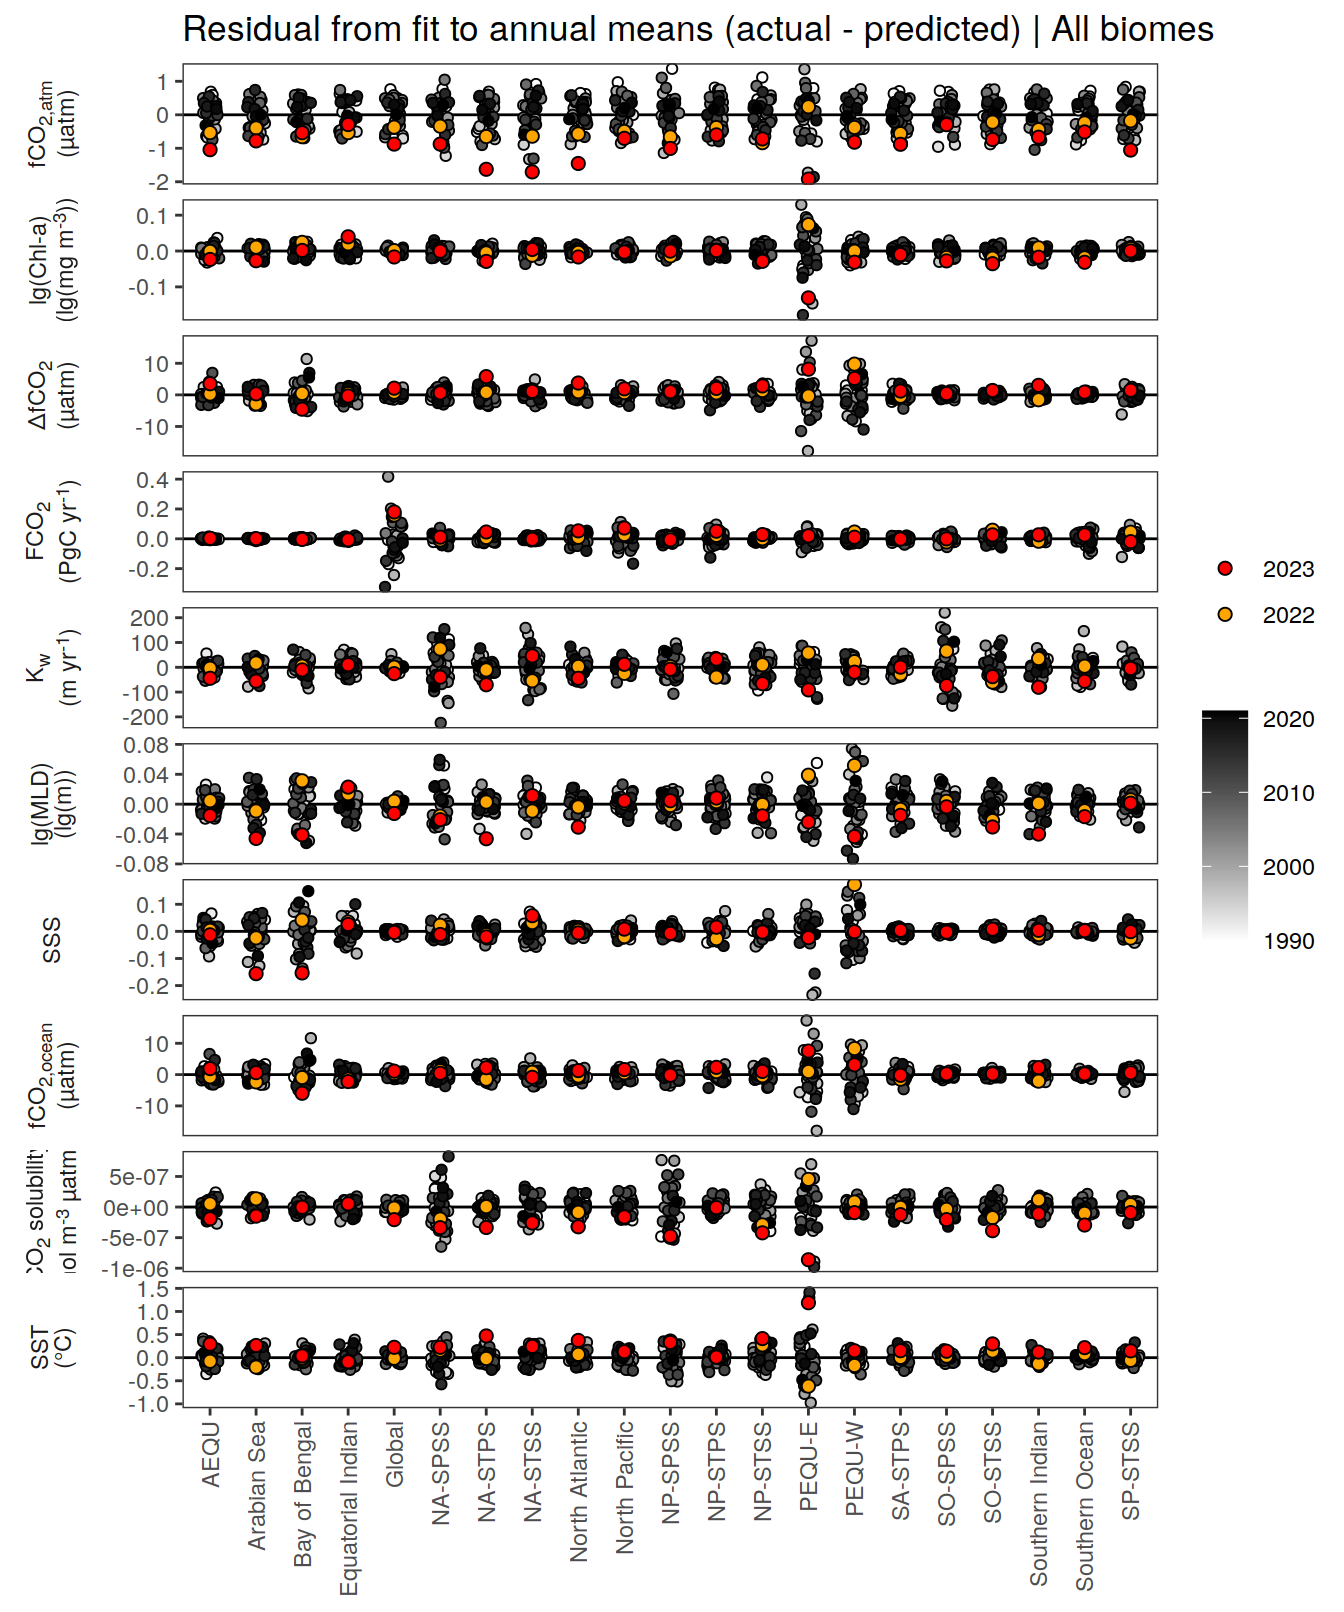 Residual from fit to annual means (actual - predicted) | All biomes
fCO2,atm
(µatm)
1
0
-1
-2
lg(Chl-a)
(lg(mg m-3))
0.1
0.0
-0.1
ΔfCO2
(µatm)
10
0
-10
FCO2
(PgC yr-1)
0.4
0.2
0.0
-0.2
Kw
(m yr-1)
200
100
0
-100
-200
lg(MLD)
(lg(m))
0.08
0.04
0.00
-0.04
-0.08
SSS
0.1
0.0
-0.1
-0.2
fCO2,ocean
(µatm)
10
0
-10
CO2 solubility
ol m-3 µatm
5e-07
0e+00
-5e-07
-1e-06
SST
(°C)
1.5
1.0
0.5
0.0
-0.5
-1.0
AEQU
Arabian Sea
Bay of Bengal
Equatorial Indian
Global
NA-SPSS
NA-STPS
NA-STSS
North Atlantic
North Pacific
NP-SPSS
NP-STPS
NP-STSS
PEQU-E
PEQU-W
SA-STPS
SO-SPSS
SO-STSS
Southern Indian
Southern Ocean
SP-STSS
2023
2022
2020
2010
2000
1990